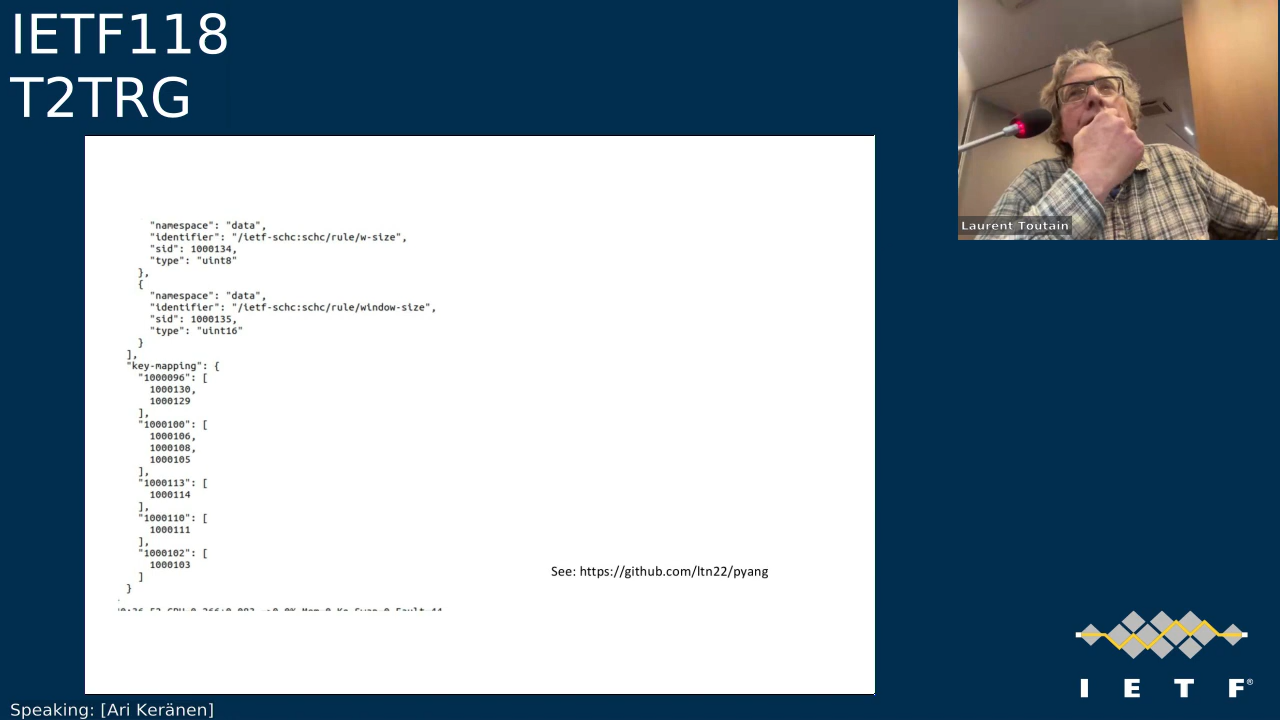 IETF118
T2TRG
"namespace": "data",
"identifier": "/ietf-schc:schc/rule/w-size",
"sid": 1000134,
"type": "uint8"
},
{
"namespace": "data",
"identifier": "/ietf-schc:schc/rule/window-size",
"sid": 1000135,
"type": "uint16"
}
],
"key-mapping": {
"1000096": [
1000130,
1000129
],
"1000100": [
1000106,
1000108,
1000105
],
"1000113": [
1000114
],
"1000110": [
1000111
],
"1000102": [
1000103
]
}
See: https://github.com/ltn22/pyang
Laurent Toutain
I E T F®
Speaking: [Ari Keränen]